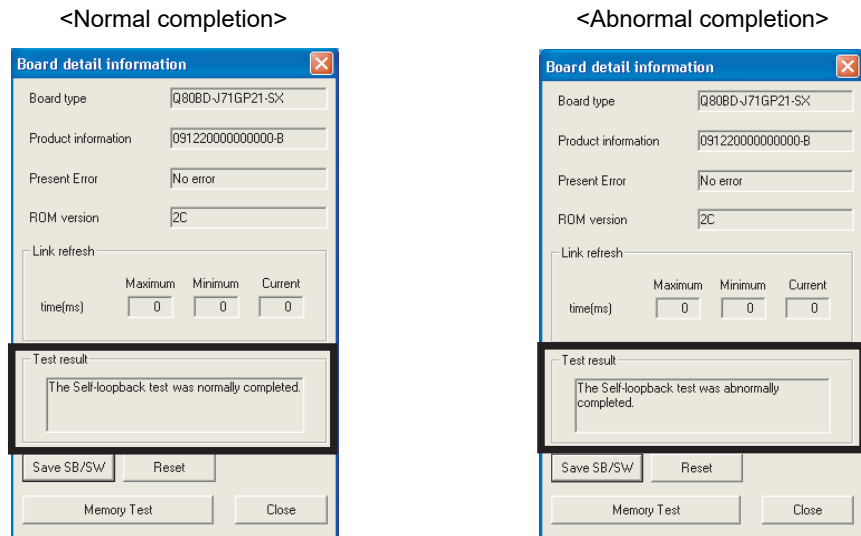 <Normal completion>
Board detail information
Board type Q80BD-J71GP21-SX
Product information 091220000000000-B
Present Error No error
ROM version 2C
Link refresh
Maximum Minimum Current
time(ms) 0 0 0
Test result
The Self-loopback test was normally completed.
Save SB/SW Reset
Memory Test Close
<Abnormal completion>
Board detail information
Board type Q80BD-J71GP21-SX
Product information 091220000000000-B
Present Error No error
ROM version 2C
Link refresh
Maximum Minimum Current
time(ms) 0 0 0
Test result
The Self-loopback test was abnormally
completed.
Save SB/SW Reset
Memory Test Close